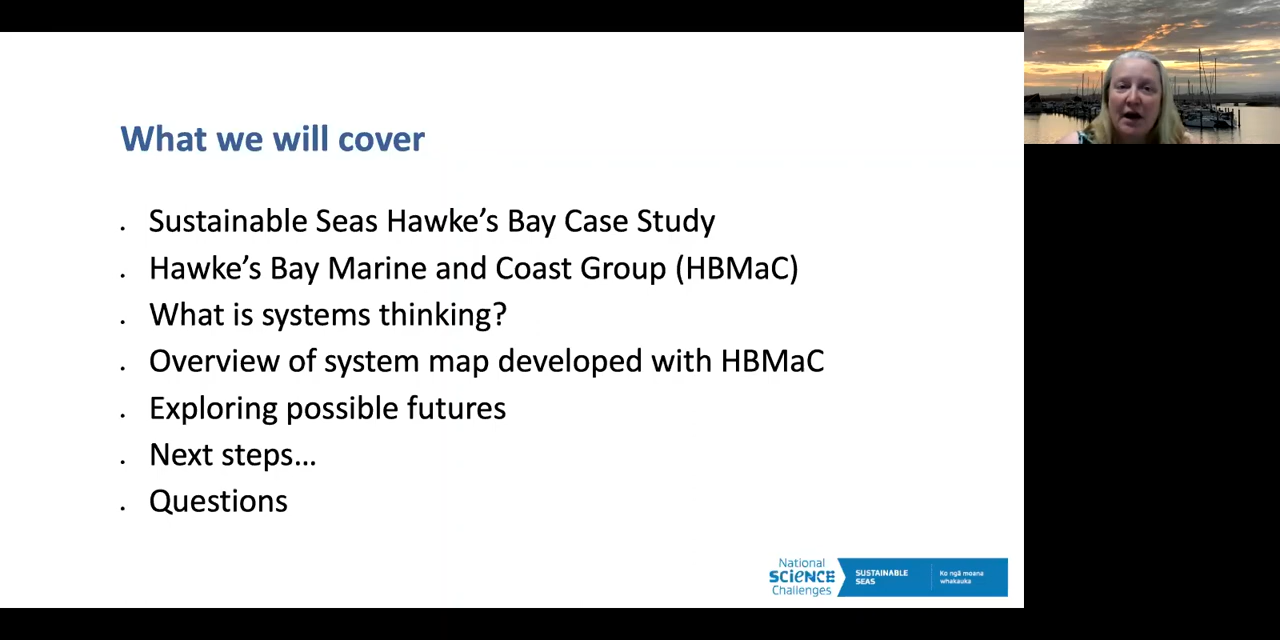 What we will cover
. Sustainable Seas Hawke’s Bay Case Study
. Hawke’s Bay Marine and Coast Group (HBMaC)
. What is systems thinking?
. Overview of system map developed with HBMaC
. Exploring possible futures
. Next steps…
. Questions
National
SCIENCE
Challenges
SUSTAINABLE
SEAS
Ko ngā moana
whakauka